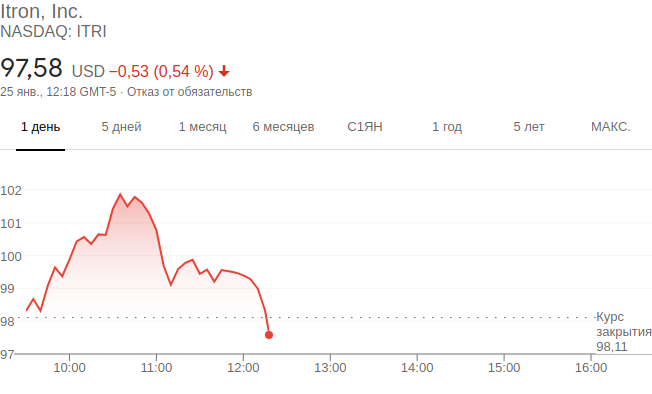 Itron, Inc.
NASDAQ: ITRI
97,58 USD −0,53 (0,54 %)
25 янв., 12:18 GMT-5 · Отказ от обязательств
1 день 5 дней 1 месяц 6 месяцев С1ЯН 1 год 5 лет МАКС.
102
101
100
99
98
97
Курс
закрытия
98,11
10:00 11:00 12:00 13:00 14:00 15:00 16:00